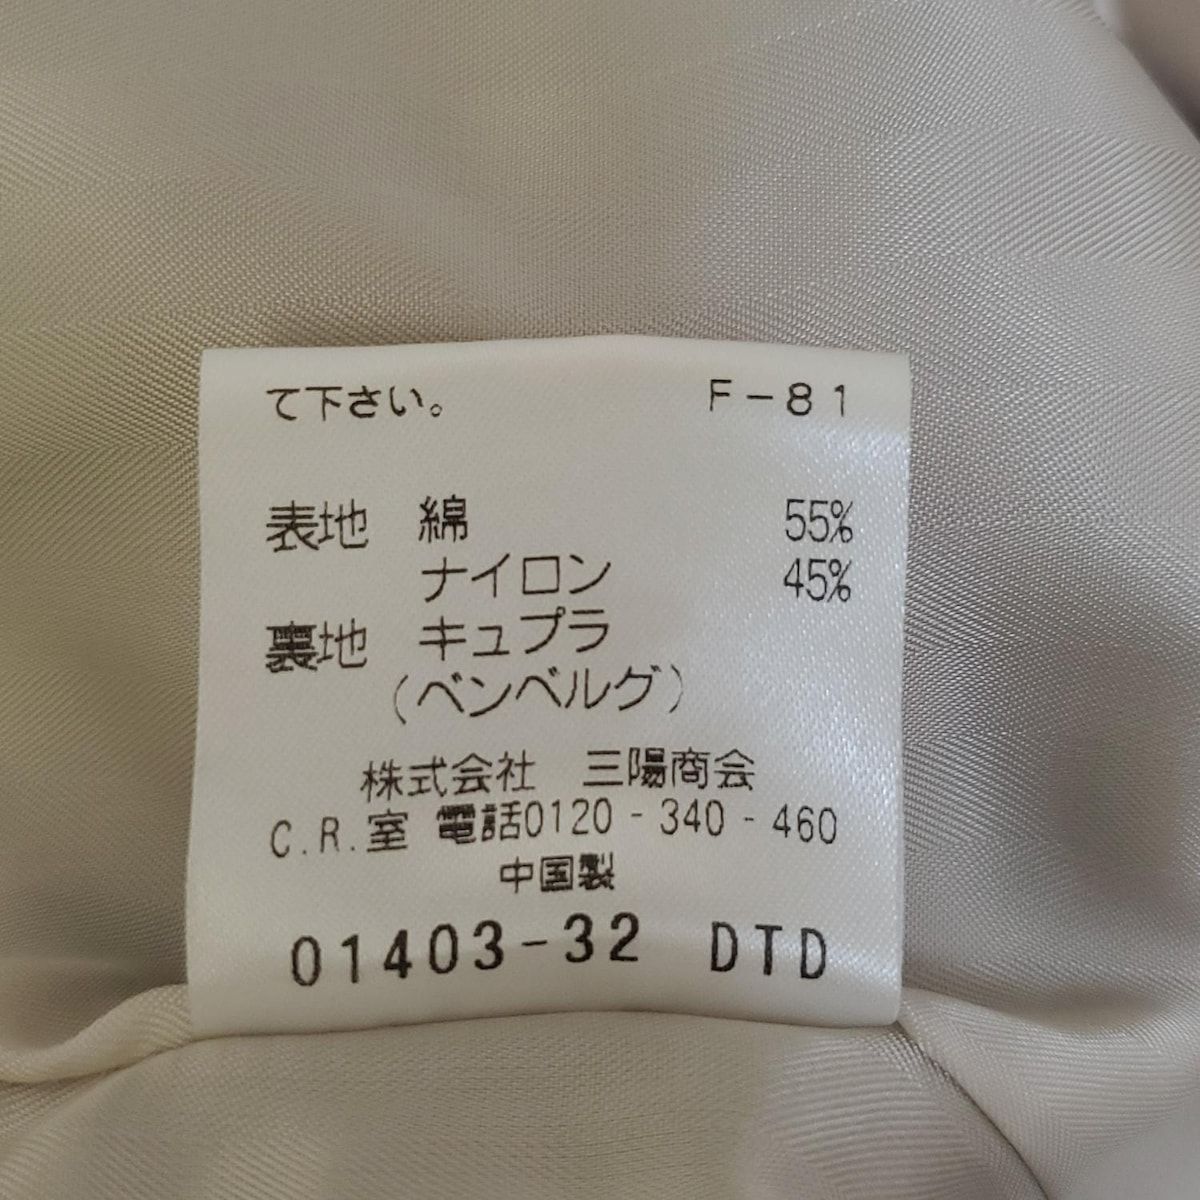 て下さい。 F-81
表地 綿 55%
ナイロン 45%
裏地 キュプラ
(ベンベルグ)
株式会社 三陽商会
C.R.室 電話0120-340-460
中国製
01403-32 DTD